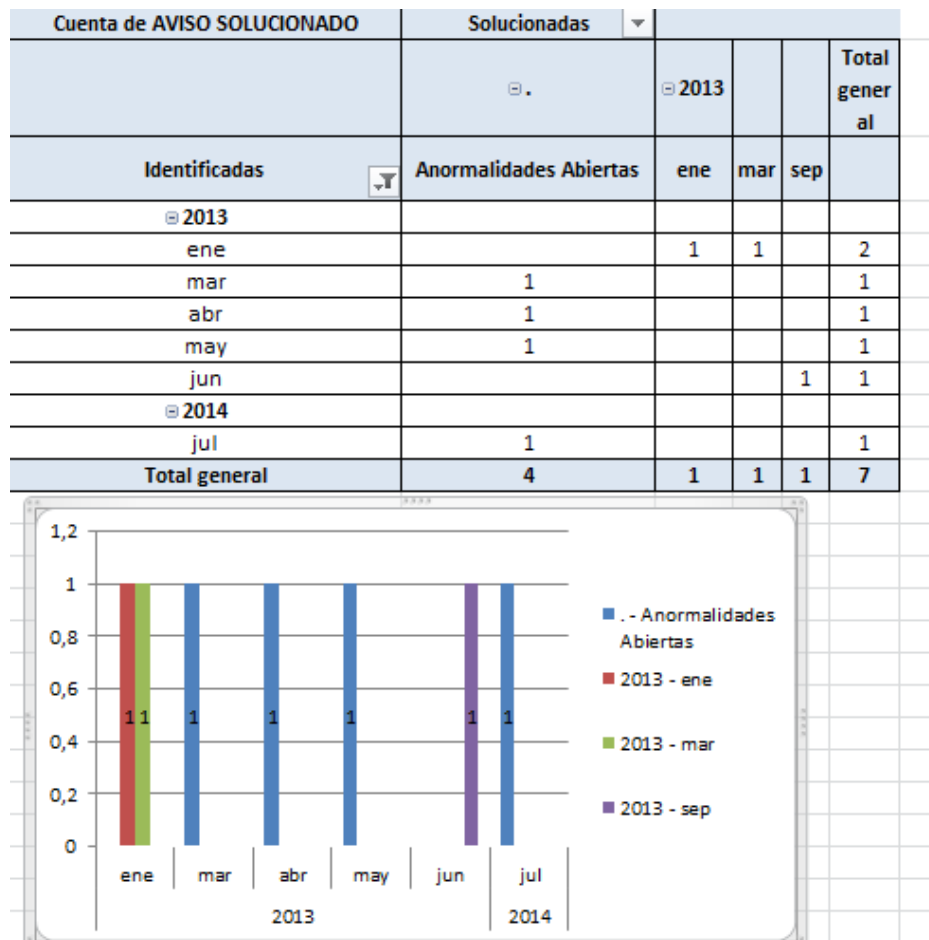 Cuenta de AVISO SOLUCIONADO Solucionadas
. 2013 Total
gener
al
Identificadas Anormalidades Abiertas ene mar sep
2013
ene 1 1 2
mar 1 1
abr 1 1
may 1 1
jun 1 1
2014
jul 1 1
Total general 4 1 1 1 7
1,2
1
0,8
0,6
0,4
0,2
0
1 1 1 1 1 1 1
ene mar abr may jun jul
2013 2014
. - Anormalidades
Abiertas
2013 - ene
2013 - mar
2013 - sep